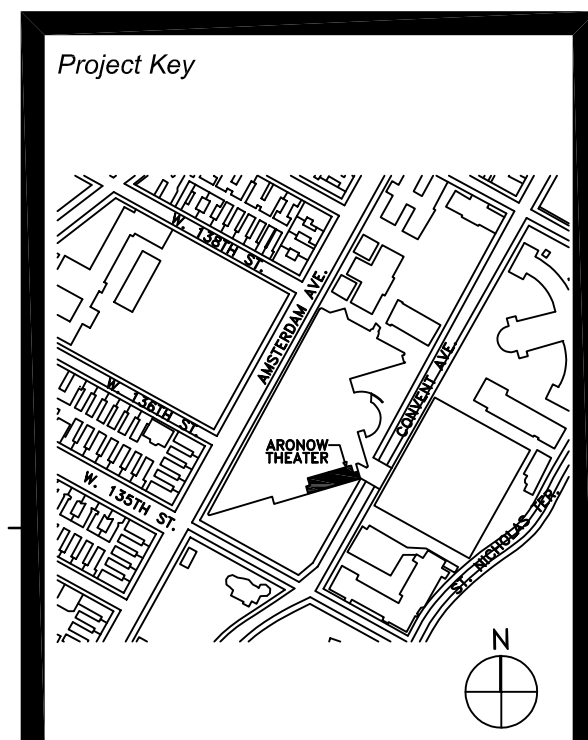 Project Key
W. 138TH ST.
AMSTERDAM AVE.
CONVENT AVE.
W. 136TH ST
ARONOW
THEATER
W. 135TH ST.
ST. NICHOLAS TER.
N